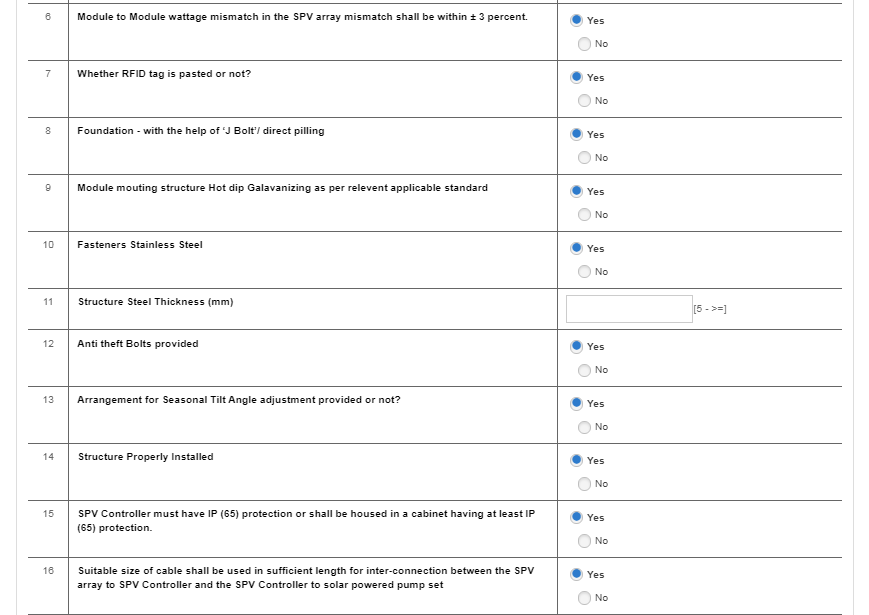 6 Module to Module wattage mismatch in the SPV array mismatch shall be within ± 3 percent. Yes
No
7 Whether RFID tag is pasted or not? Yes
No
8 Foundation - with the help of 'J Bolt'/ direct pilling Yes
No
9 Module mouting structure Hot dip Galavanizing as per relevent applicable standard Yes
No
10 Fasteners Stainless Steel Yes
No
11 Structure Steel Thickness (mm) [5 - >=]
12 Anti theft Bolts provided Yes
No
13 Arrangement for Seasonal Tilt Angle adjustment provided or not? Yes
No
14 Structure Properly Installed Yes
No
15 SPV Controller must have IP (65) protection or shall be housed in a cabinet having at least IP Yes
(65) protection.
No
16 Suitable size of cable shall be used in sufficient length for inter-connection between the SPV Yes
array to SPV Controller and the SPV Controller to solar powered pump set
No